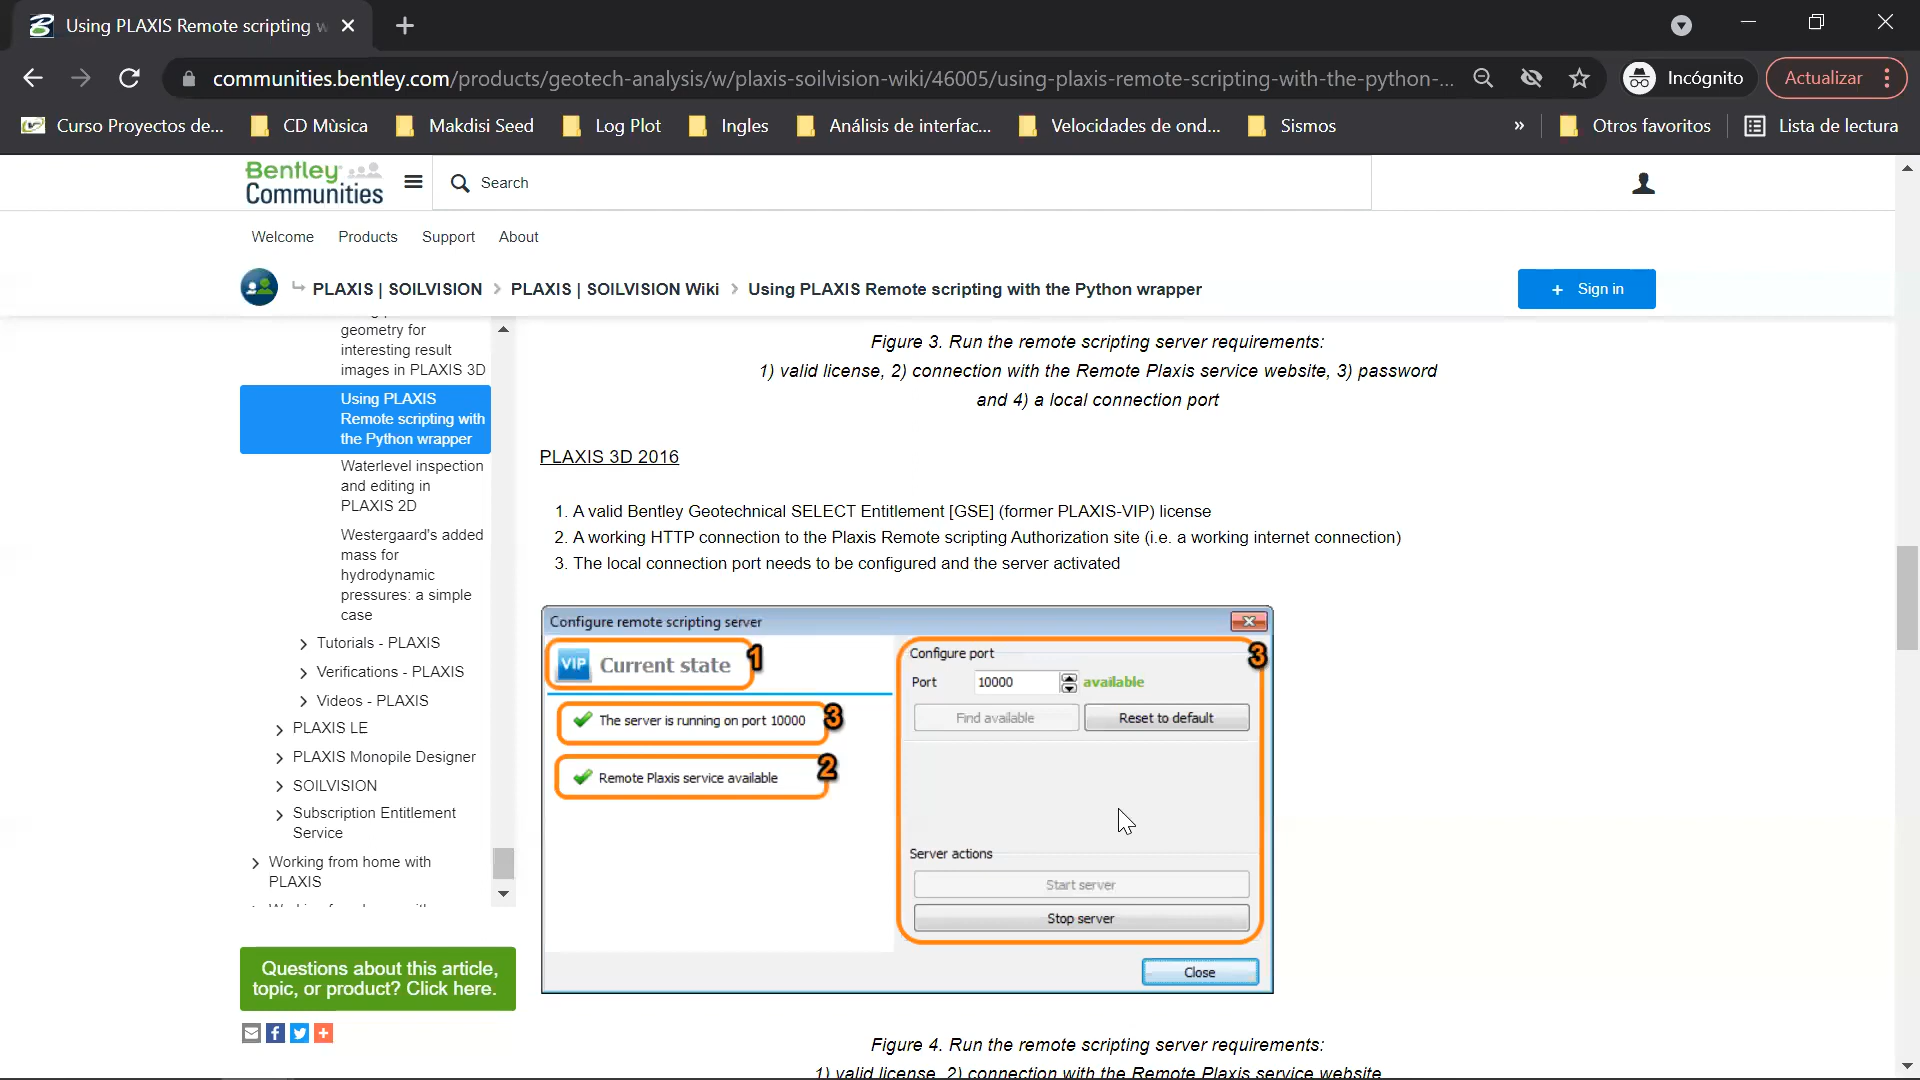 Using PLAXIS Remote scripting w
communities.bentley.com/products/geotech-analysis/w/plaxis-soilvision-wiki/46005/using-plaxis-remote-scripting-with-the-python-...
Incógnito
Actualizar
Curso Proyectos de...
CD Mùsica
Makdisi Seed
Log Plot
Ingles
Análisis de interfac...
Velocidades de ond...
Sismos
»
Otros favoritos
Lista de lectura
Bentley
Communities
Search
Welcome
Products
Support
About
PLAXIS | SOILVISION > PLAXIS | SOILVISION Wiki > Using PLAXIS Remote scripting with the Python wrapper
+ Sign in
geometry for
interesting result
images in PLAXIS 3D
Using PLAXIS
Remote scripting with
the Python wrapper
Waterlevel inspection
and editing in
PLAXIS 2D
Westergaard's added
mass for
hydrodynamic
pressures: a simple
case
Tutorials - PLAXIS
Verifications - PLAXIS
Videos - PLAXIS
PLAXIS LE
PLAXIS Monopile Designer
SOILVISION
Subscription Entitlement
Service
Working from home with
PLAXIS
Questions about this article,
topic, or product? Click here.
Figure 3. Run the remote scripting server requirements:
1) valid license, 2) connection with the Remote Plaxis service website, 3) password
and 4) a local connection port
PLAXIS 3D 2016
1. A valid Bentley Geotechnical SELECT Entitlement [GSE] (former PLAXIS-VIP) license
2. A working HTTP connection to the Plaxis Remote scripting Authorization site (i.e. a working internet connection)
3. The local connection port needs to be configured and the server activated
Configure remote scripting server
VIP Current state 1
The server is running on port 10000 3
Remote Plaxis service available 2
Configure port 3
Port 10000 available
Find available
Reset to default
Server actions
Start server
Stop server
Close
Figure 4. Run the remote scripting server requirements:
1) valid license, 2) connection with the Remote Plaxis service website